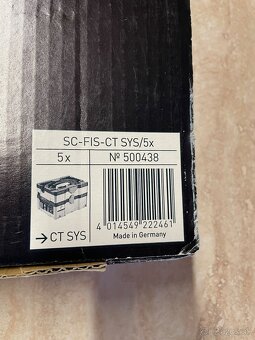 SC-FIS-CT SYS/5x
5x
Nº 500438
→ CT SYS
4 014549 222461
Made in Germany